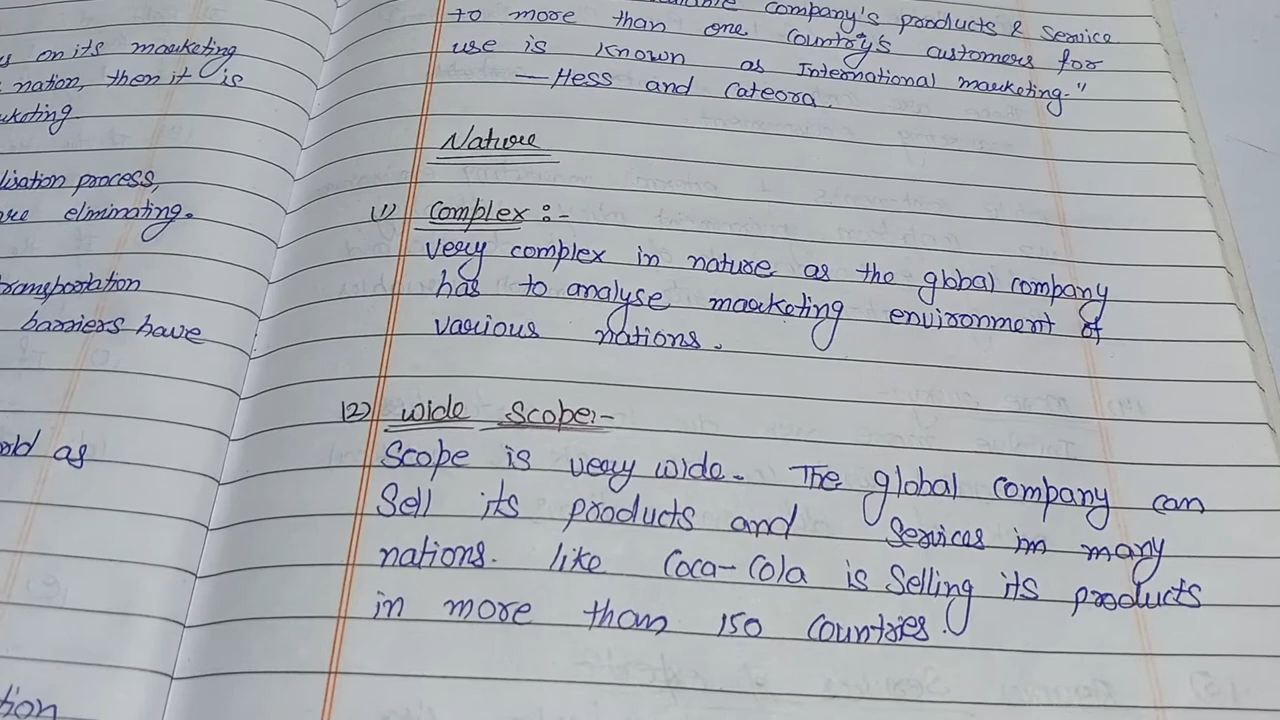 on its marketing
nation, then it is
lisation process,
eliminating.
barriers have
as
company's products & service
to more than one country's customers for
use is known as International marketing."
— Hess and Cateora.
Nature
(1) Complex :-
very complex in nature as the global company
has to analyse marketing environment of
various nations.
(2) wide Scope:-
Scope is very wide. The global company can
Sell its products and services in many
nations. like Coca-Cola is Selling its products
in more than 150 countries.